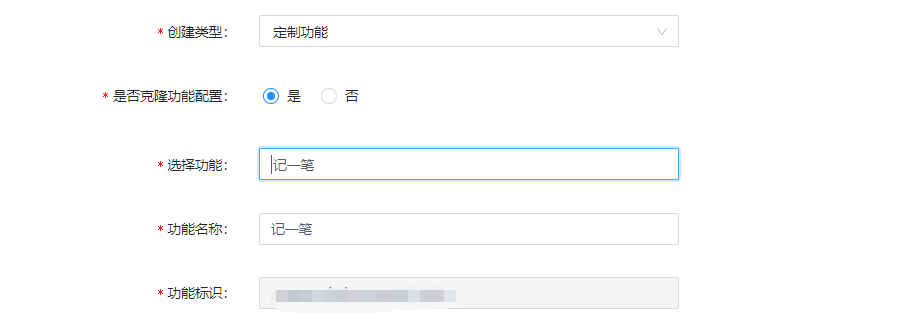 * 创建类型: 定制功能
* 是否克隆功能配置: 是 否
* 选择功能: 记一笔
* 功能名称: 记一笔
* 功能标识: